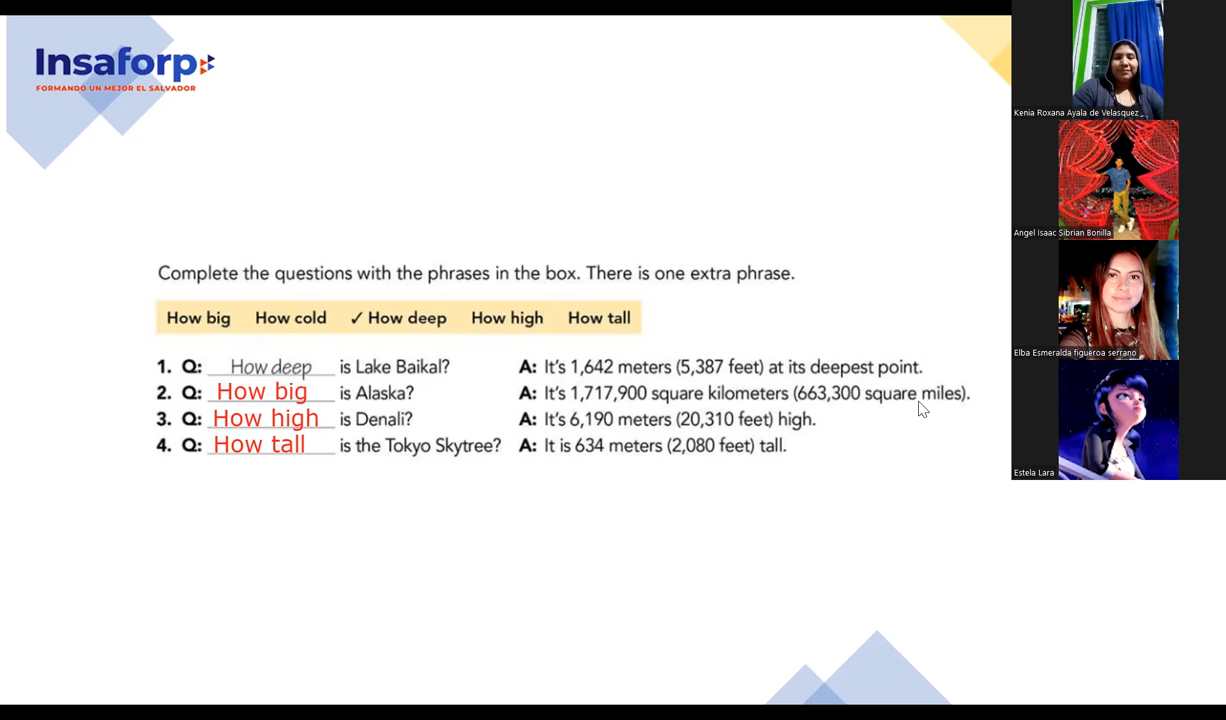 Insaforp
FORMANDO UN MEJOR EL SALVADOR
Complete the questions with the phrases in the box. There is one extra phrase.
How big How cold ✓ How deep How high How tall
1. Q: How deep is Lake Baikal? A: It's 1,642 meters (5,387 feet) at its deepest point.
2. Q: How big is Alaska? A: It's 1,717,900 square kilometers (663,300 square miles).
3. Q: How high is Denali? A: It's 6,190 meters (20,310 feet) high.
4. Q: How tall is the Tokyo Skytree? A: It is 634 meters (2,080 feet) tall.
Kenia Roxana Ayala de Velasquez
Angel Isaac Sibrian Bonilla
Elba Esmeralda figueroa serrano
Estela Lara